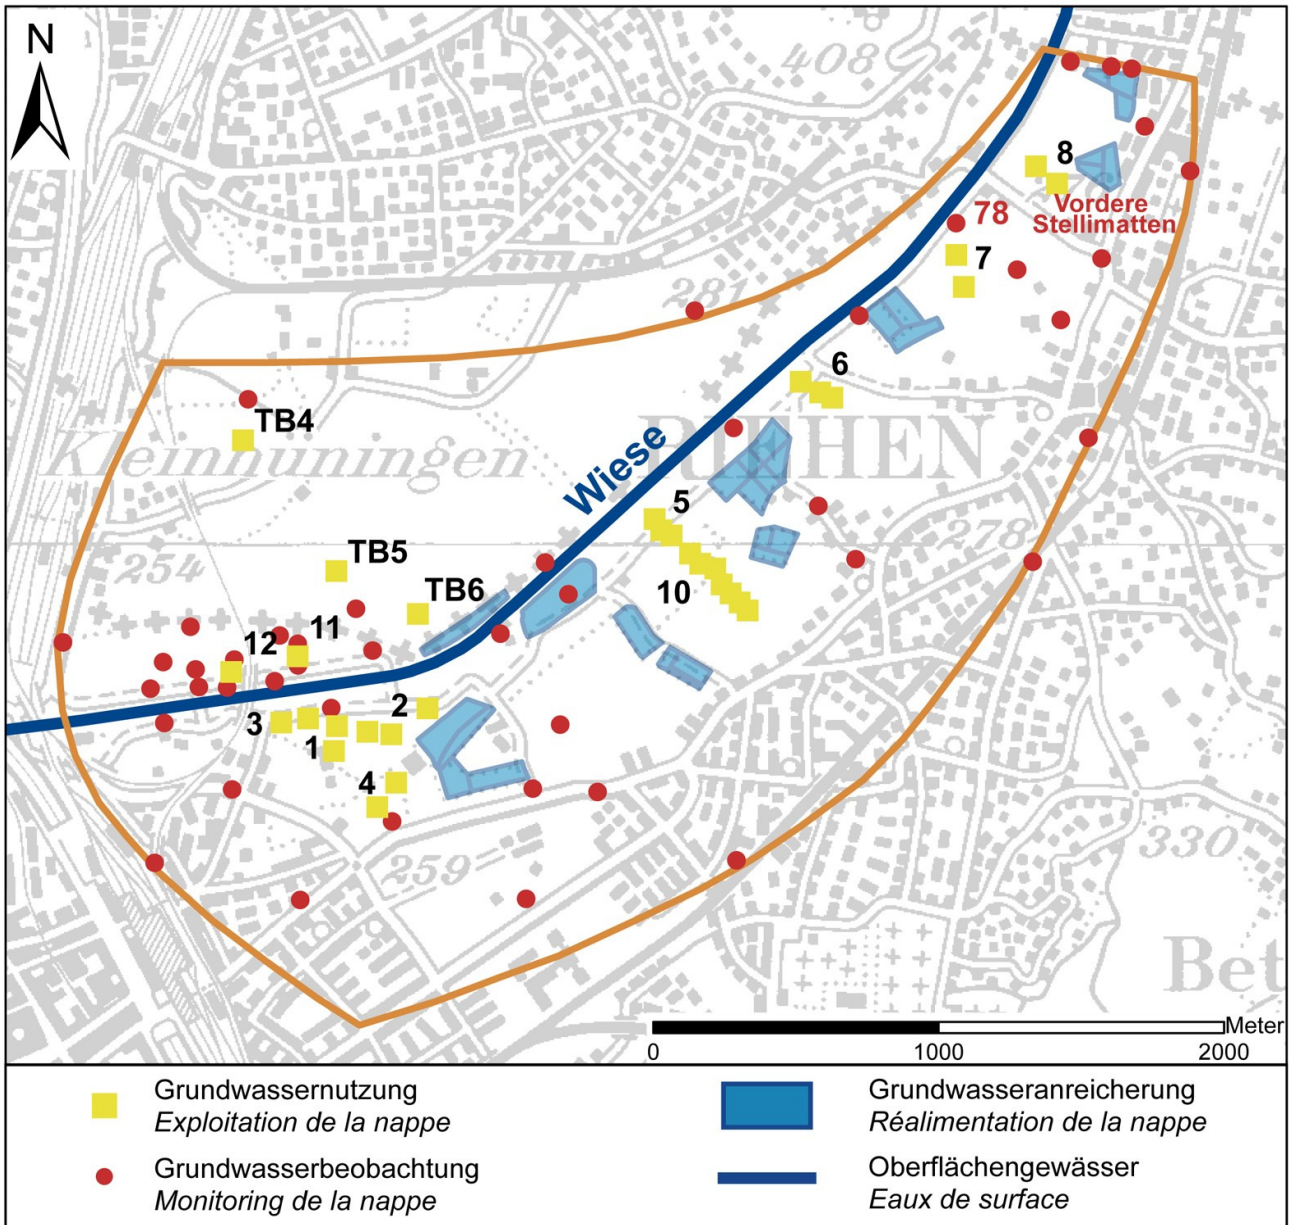 N
408
8
78
Vordere
Stellimatten
7
281
6
TB4
Kleinhüningen
RIEHEN
Wiese
5
278
TB5
254
TB6
10
11
12
2
3
1
4
259
330
Bet
Meter
0 1000 2000
Grundwassernutzung
Exploitation de la nappe
Grundwasserbeobachtung
Monitoring de la nappe
Grundwasseranreicherung
Réalimentation de la nappe
Oberflächengewässer
Eaux de surface